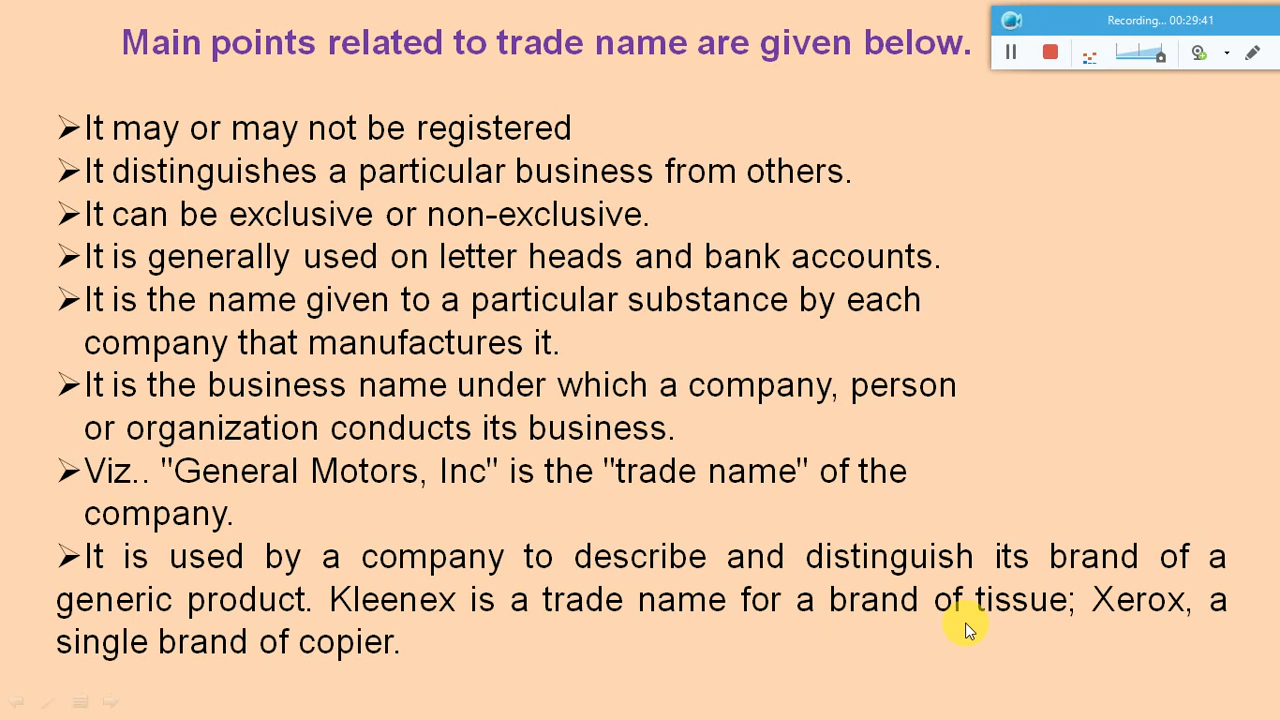 Main points related to trade name are given below.
Recording... 00:29:41
➢It may or may not be registered
➢It distinguishes a particular business from others.
➢It can be exclusive or non-exclusive.
➢It is generally used on letter heads and bank accounts.
➢It is the name given to a particular substance by each
company that manufactures it.
➢It is the business name under which a company, person
or organization conducts its business.
➢Viz.. "General Motors, Inc" is the "trade name" of the
company.
➢It is used by a company to describe and distinguish its brand of a
generic product. Kleenex is a trade name for a brand of tissue; Xerox, a
single brand of copier.